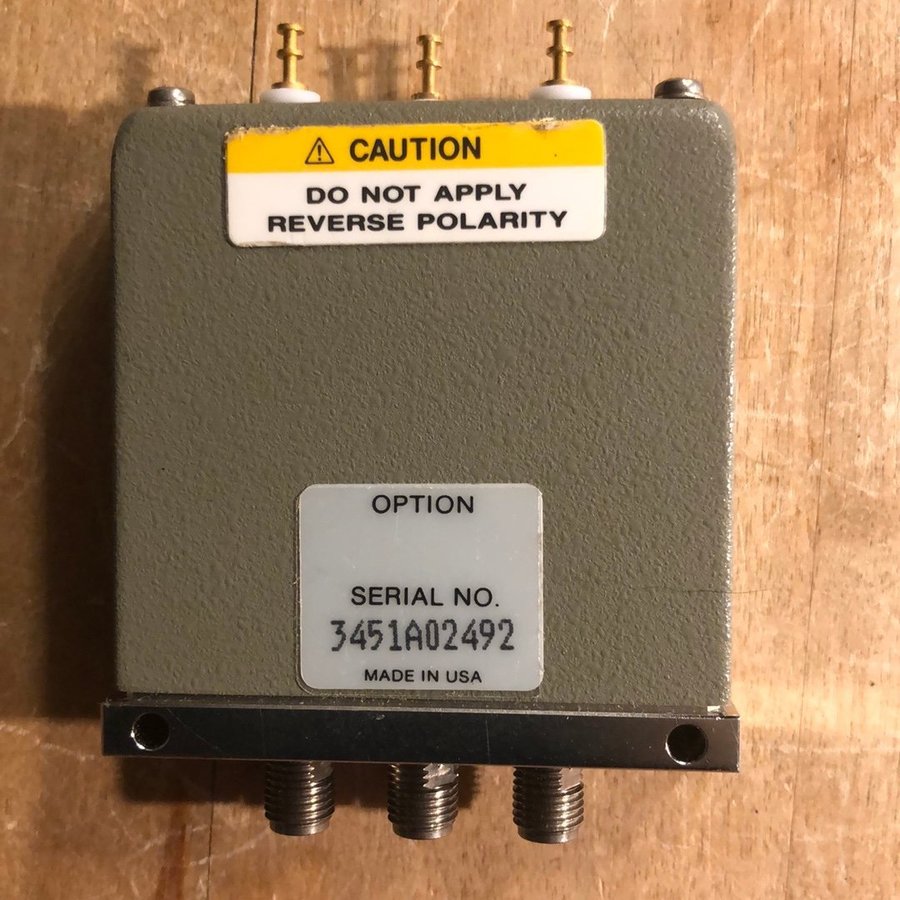 ⚠ CAUTION
DO NOT APPLY
REVERSE POLARITY
OPTION
SERIAL NO.
3451A02492
MADE IN USA